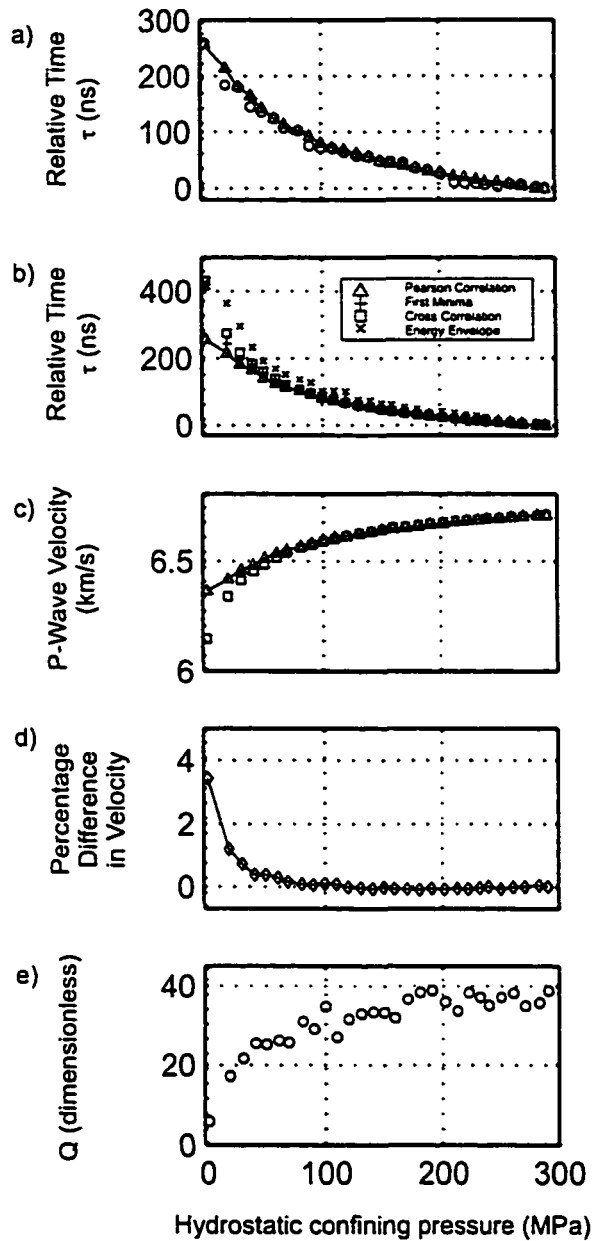 a)
Relative Time
τ (ns)
300
200
100
0
b)
Relative Time
τ (ns)
400
200
0
Pearson Correlation
First Minima
Cross Correlation
Energy Envelope
c)
P-Wave Velocity
(km/s)
6.5
6
d)
Percentage
Difference
in Velocity
4
2
0
e)
Q (dimensionless)
40
20
0
0 100 200 300
Hydrostatic confining pressure (MPa)